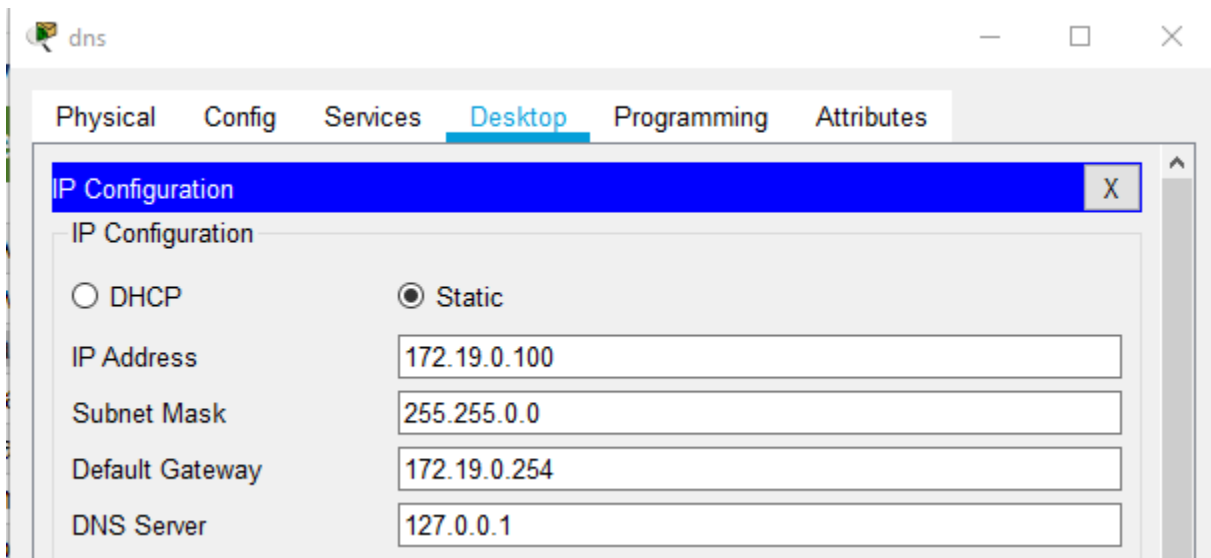 dns
Physical Config Services Desktop Programming Attributes
IP Configuration X
IP Configuration
DHCP Static
IP Address 172.19.0.100
Subnet Mask 255.255.0.0
Default Gateway 172.19.0.254
DNS Server 127.0.0.1